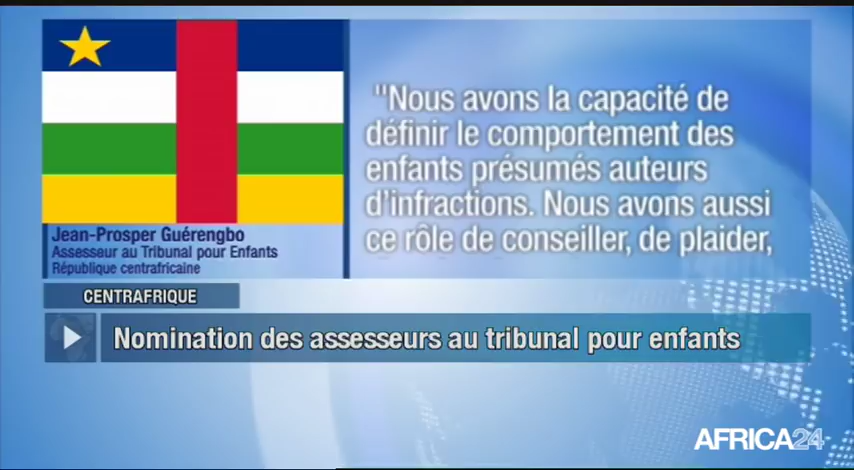 "Nous avons la capacité de
définir le comportement des
enfants présumés auteurs
d'infractions. Nous avons aussi
ce rôle de conseiller, de plaider,
Jean-Prosper Guérengbo
Assesseur au Tribunal pour Enfants
République centrafricaine
CENTRAFRIQUE
Nomination des assesseurs au tribunal pour enfants
AFRICA24